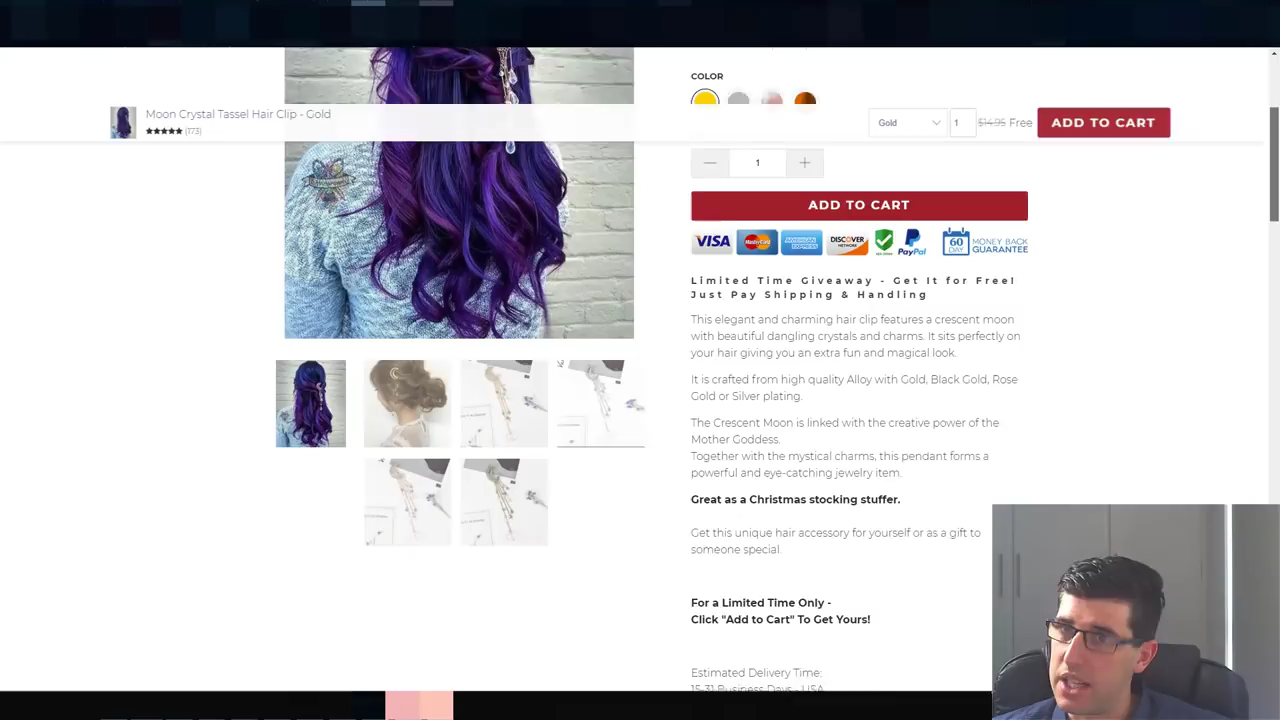 COLOR
Moon Crystal Tassel Hair Clip - Gold
(173)
Gold
1
$14.95 Free
ADD TO CART
1
ADD TO CART
VISA
MasterCard
AMERICAN EXPRESS
DISCOVER NETWORK
PayPal
60 DAY
MONEY BACK GUARANTEE
Limited Time Giveaway - Get It for Free!
Just Pay Shipping & Handling
This elegant and charming hair clip features a crescent moon
with beautiful dangling crystals and charms. It sits perfectly on
your hair giving you an extra fun and magical look.
It is crafted from high quality Alloy with Gold, Black Gold, Rose
Gold or Silver plating.
The Crescent Moon is linked with the creative power of the
Mother Goddess.
Together with the mystical charms, this pendant forms a
powerful and eye-catching jewelry item.
Great as a Christmas stocking stuffer.
Get this unique hair accessory for yourself or as a gift to
someone special.
For a Limited Time Only -
Click "Add to Cart" To Get Yours!
Estimated Delivery Time:
15-31 Business Days - USA